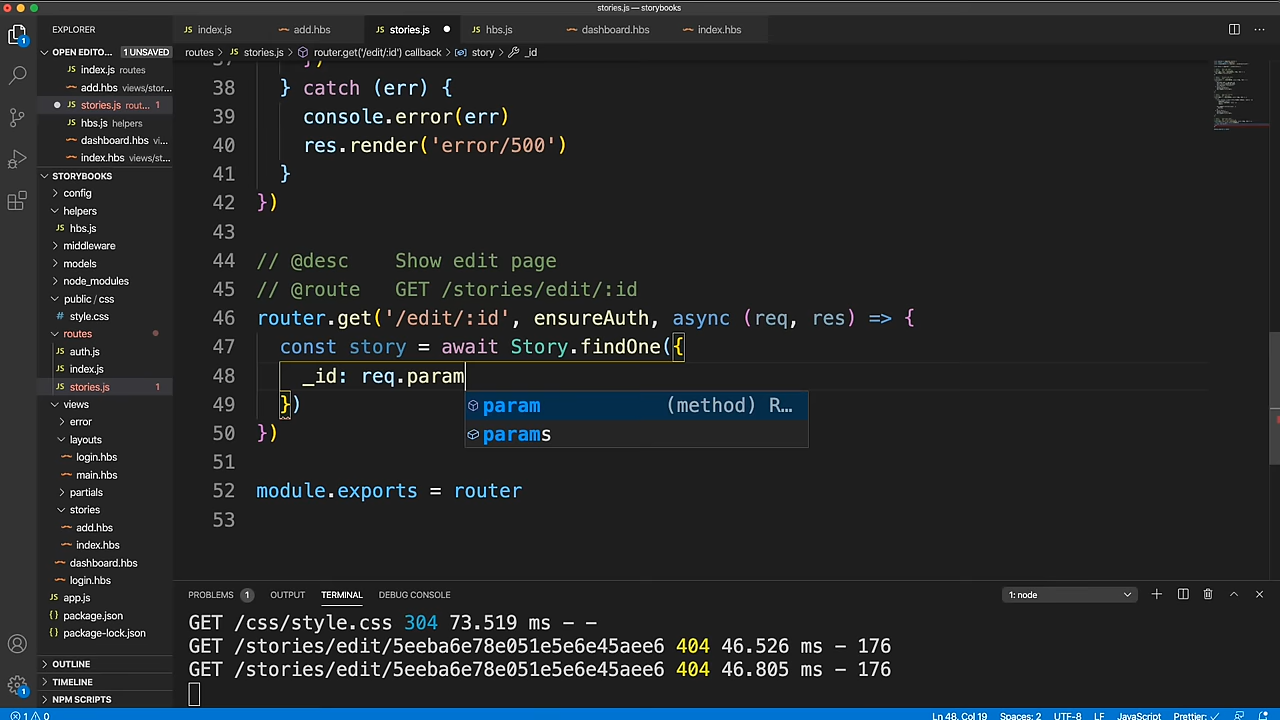 stories.js — storybooks
EXPLORER
index.js
add.hbs
stories.js
hbs.js
dashboard.hbs
index.hbs
OPEN EDITO... 1 UNSAVED
routes > stories.js > router.get('/edit/:id') callback > story > _id
index.js routes
add.hbs views/stor...
stories.js rout... 1
hbs.js helpers
dashboard.hbs vi...
index.hbs views/st...
STORYBOOKS
config
helpers
hbs.js
middleware
models
node_modules
public / css
style.css
routes
auth.js
index.js
stories.js 1
views
error
layouts
login.hbs
main.hbs
partials
stories
add.hbs
index.hbs
dashboard.hbs
login.hbs
app.js
package.json
package-lock.json
OUTLINE
TIMELINE
NPM SCRIPTS
37 })
38 } catch (err) {
39 console.error(err)
40 res.render('error/500')
41 }
42 })
43
44 // @desc Show edit page
45 // @route GET /stories/edit/:id
46 router.get('/edit/:id', ensureAuth, async (req, res) => {
47 const story = await Story.findOne({
48 _id: req.param
49 })
param (method) R...
params
50 })
51
52 module.exports = router
53
PROBLEMS 1 OUTPUT TERMINAL DEBUG CONSOLE 1: node
GET /css/style.css 304 73.519 ms - -
GET /stories/edit/5eeba6e78e051e5e6e45aee6 404 46.526 ms - 176
GET /stories/edit/5eeba6e78e051e5e6e45aee6 404 46.805 ms - 176
1 0 Ln 48, Col 19 Spaces: 2 UTF-8 LF JavaScript Prettier: ✓